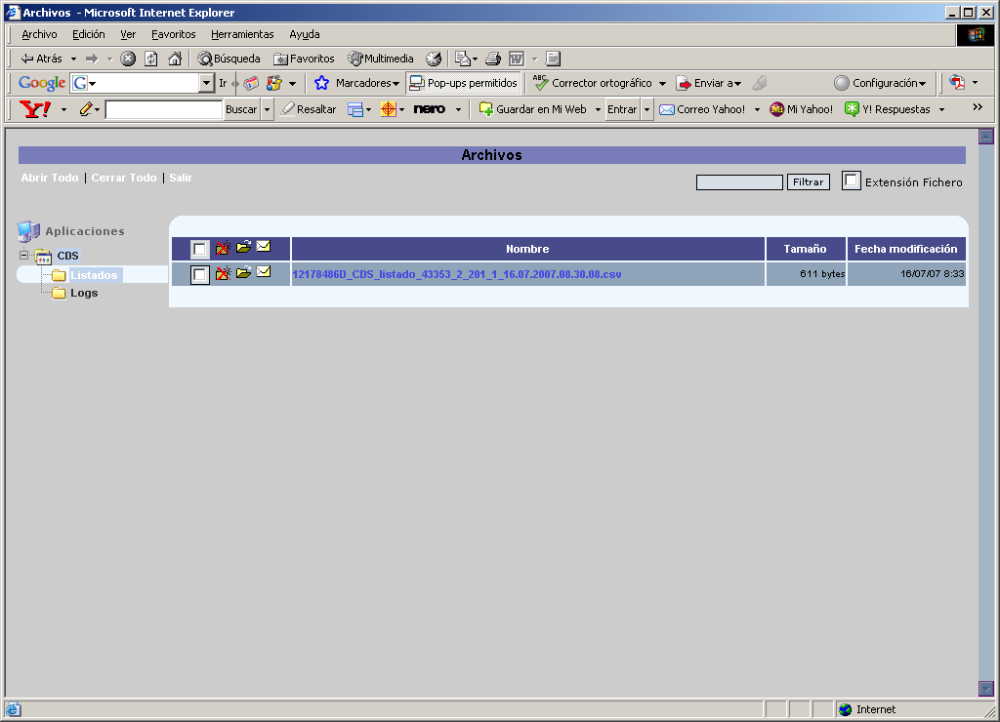 Archivos - Microsoft Internet Explorer
Archivo Edición Ver Favoritos Herramientas Ayuda
Atrás Búsqueda Favoritos Multimedia
Google G Ir Marcadores Pop-ups permitidos ABC Corrector ortográfico Enviar a Configuración
Y! Buscar Resaltar nero Guardar en Mi Web Entrar Correo Yahoo! Mi Yahoo! Y! Respuestas »
Archivos
Abrir Todo | Cerrar Todo | Salir
Filtrar Extensión Fichero
Aplicaciones
CDS
Listados
Logs
Nombre Tamaño Fecha modificación
12178486D_CDS_listado_43353_2_201_1_16.07.2007.08.30.08.csv 611 bytes 16/07/07 8:33
Internet